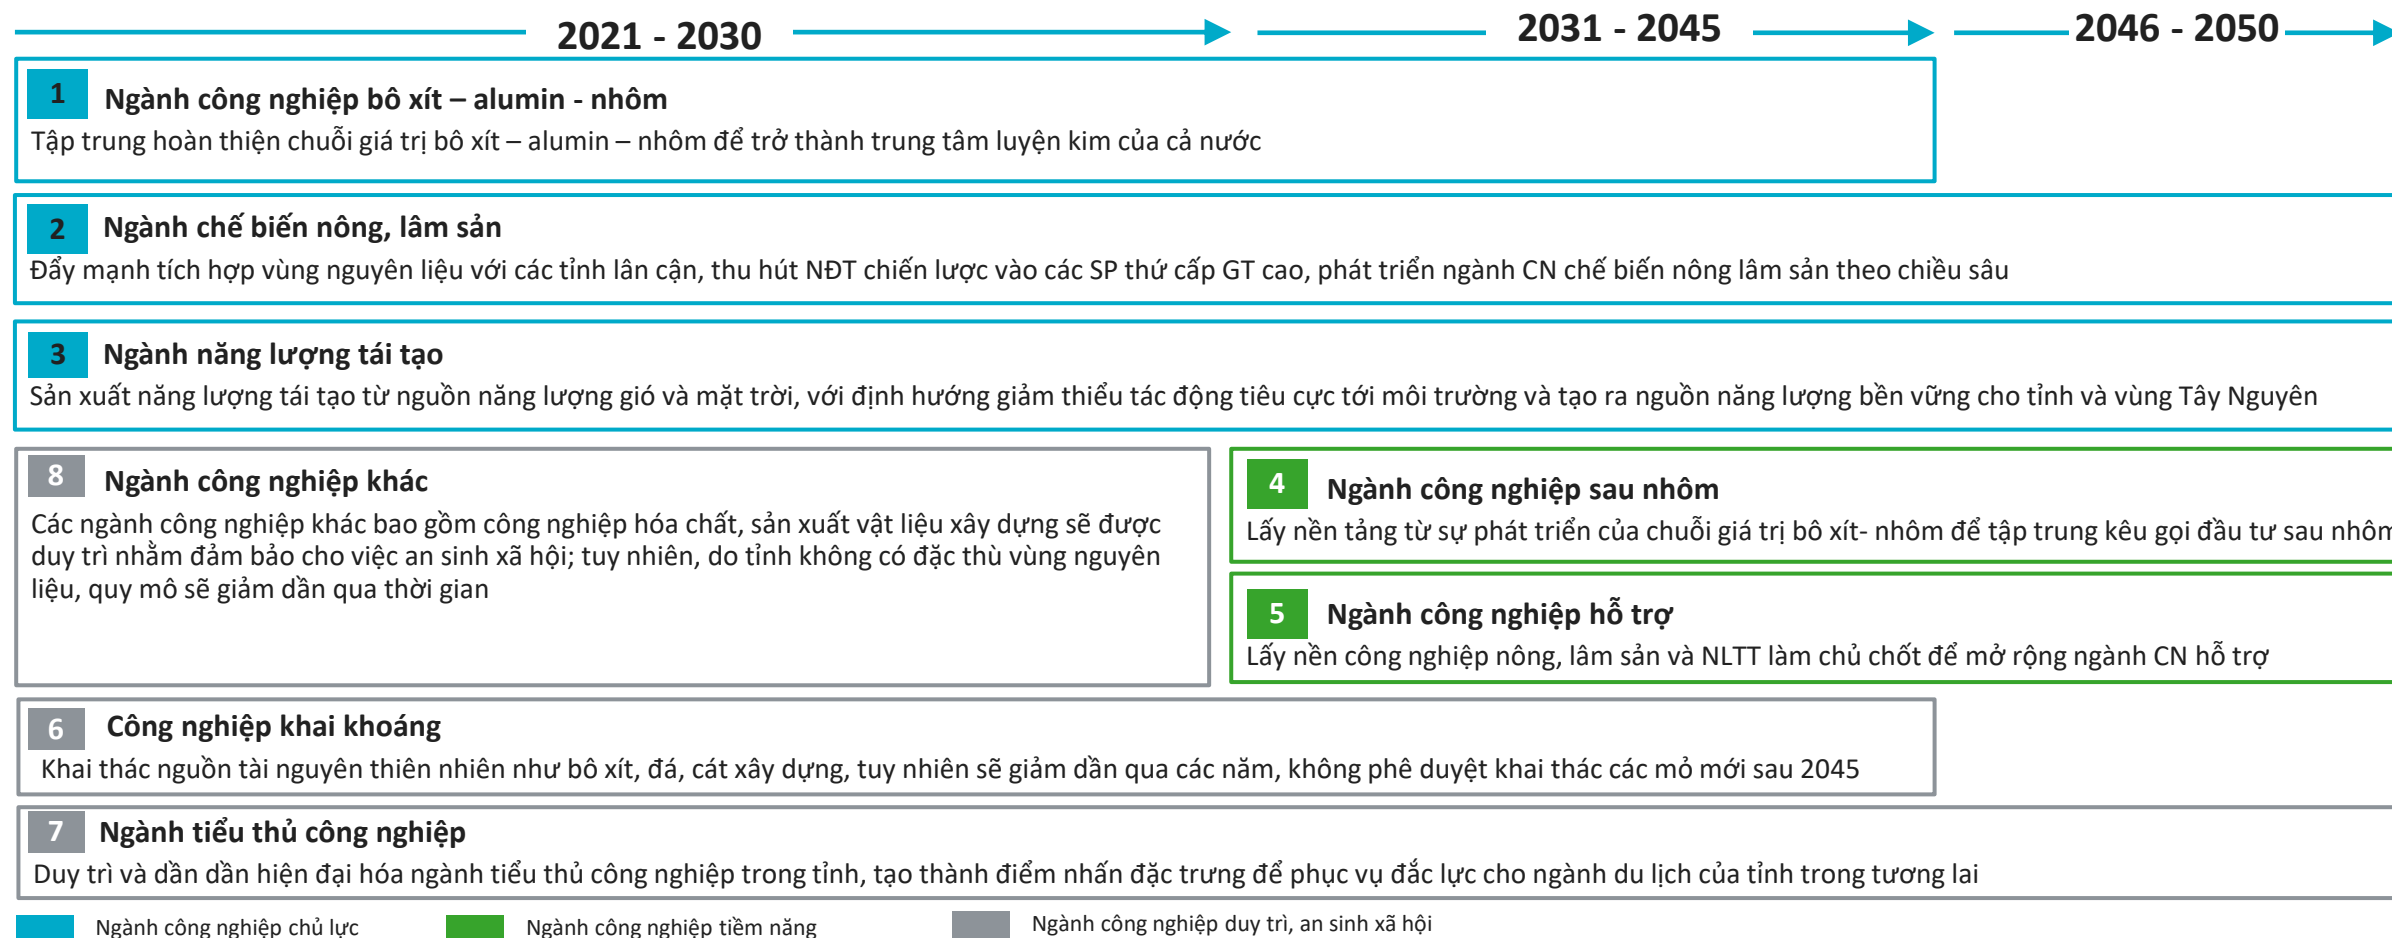 2021 - 2030
2031 - 2045
2046 - 2050
1 Ngành công nghiệp bô xít – alumin - nhôm
Tập trung hoàn thiện chuỗi giá trị bô xít – alumin – nhôm để trở thành trung tâm luyện kim của cả nước
2 Ngành chế biến nông, lâm sản
Đẩy mạnh tích hợp vùng nguyên liệu với các tỉnh lân cận, thu hút NĐT chiến lược vào các SP thứ cấp GT cao, phát triển ngành CN chế biến nông lâm sản theo chiều sâu
3 Ngành năng lượng tái tạo
Sản xuất năng lượng tái tạo từ nguồn năng lượng gió và mặt trời, với định hướng giảm thiểu tác động tiêu cực tới môi trường và tạo ra nguồn năng lượng bền vững cho tỉnh và vùng Tây Nguyên
8 Ngành công nghiệp khác
Các ngành công nghiệp khác bao gồm công nghiệp hóa chất, sản xuất vật liệu xây dựng sẽ được
duy trì nhằm đảm bảo cho việc an sinh xã hội; tuy nhiên, do tỉnh không có đặc thù vùng nguyên
liệu, quy mô sẽ giảm dần qua thời gian
4 Ngành công nghiệp sau nhôm
Lấy nền tảng từ sự phát triển của chuỗi giá trị bô xít- nhôm để tập trung kêu gọi đầu tư sau nhôm
5 Ngành công nghiệp hỗ trợ
Lấy nền công nghiệp nông, lâm sản và NLTT làm chủ chốt để mở rộng ngành CN hỗ trợ
6 Công nghiệp khai khoáng
Khai thác nguồn tài nguyên thiên nhiên như bô xít, đá, cát xây dựng, tuy nhiên sẽ giảm dần qua các năm, không phê duyệt khai thác các mỏ mới sau 2045
7 Ngành tiểu thủ công nghiệp
Duy trì và dần dần hiện đại hóa ngành tiểu thủ công nghiệp trong tỉnh, tạo thành điểm nhấn đặc trưng để phục vụ đắc lực cho ngành du lịch của tỉnh trong tương lai
Ngành công nghiệp chủ lực
Ngành công nghiệp tiềm năng
Ngành công nghiệp duy trì, an sinh xã hội